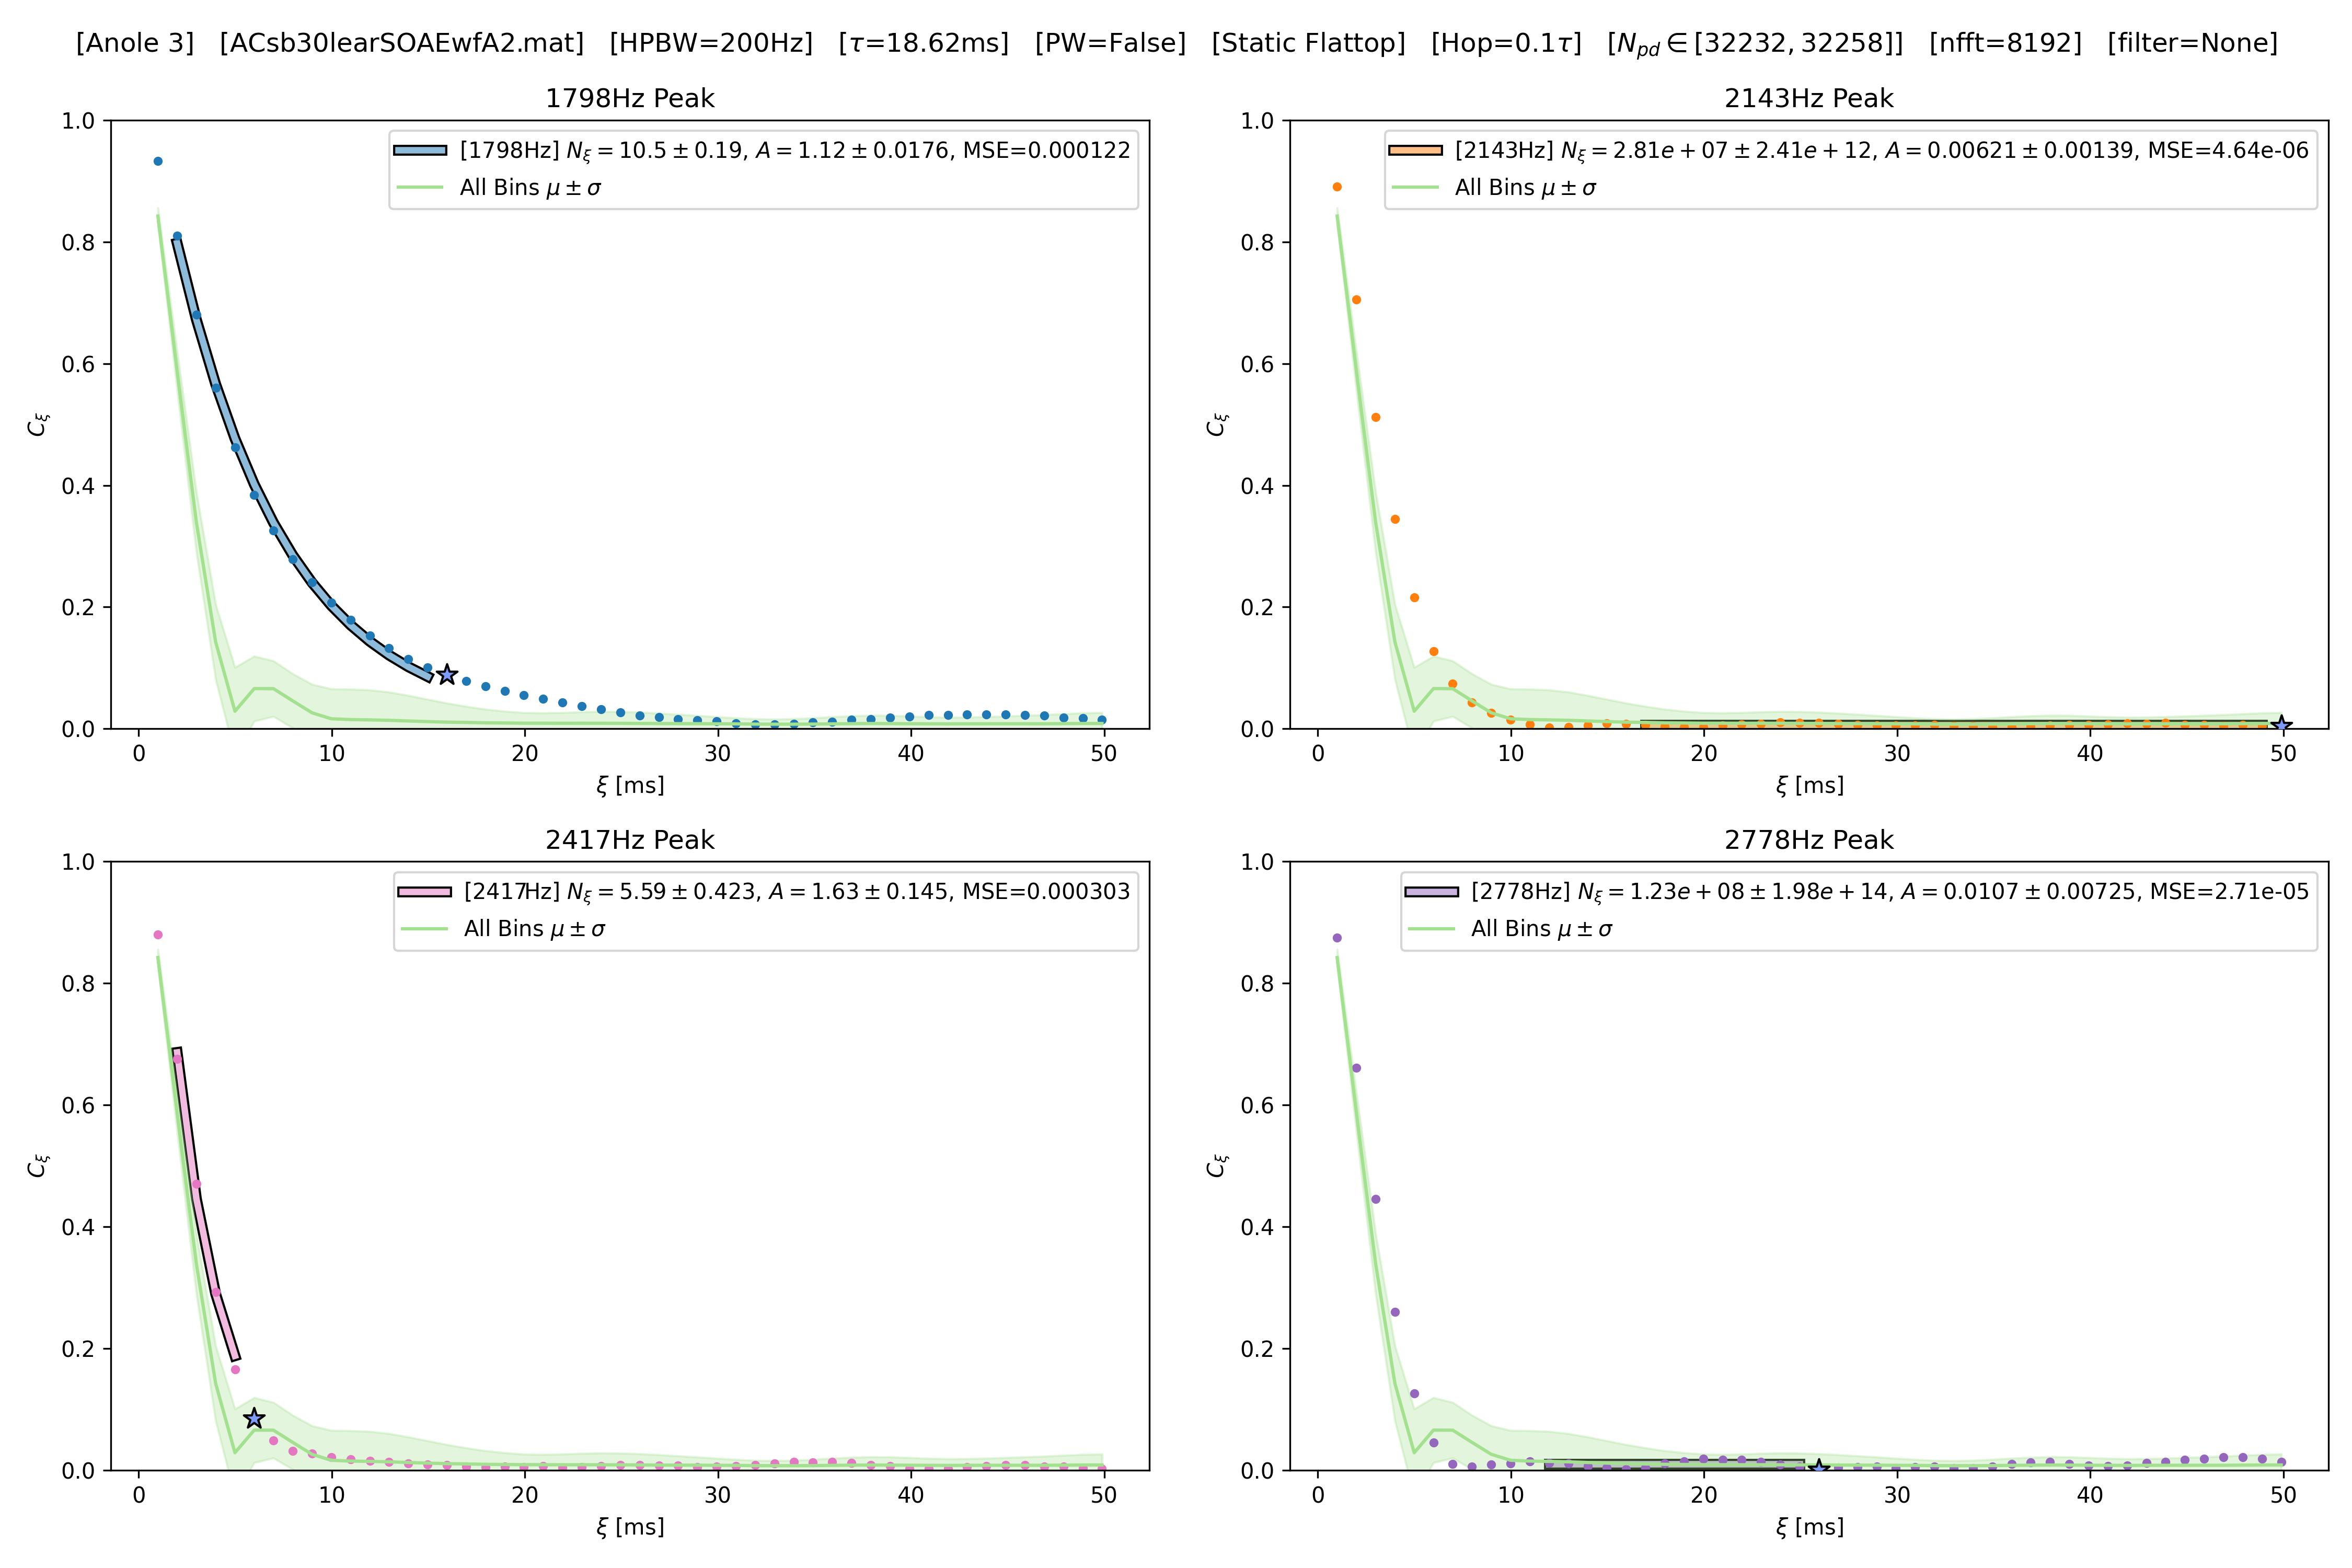 [Anole 3] [ACsb30learSOAEwfA2.mat] [HPBW=200Hz] [τ=18.62ms] [PW=False] [Static Flattop] [Hop=0.1τ] [N_pd ∈ [32232, 32258]] [nfft=8192] [filter=None]
1798Hz Peak
[1798Hz] N_ξ = 10.5 ± 0.19, A = 1.12 ± 0.0176, MSE=0.000122
All Bins μ ± σ
1.0
0.8
0.6
0.4
0.2
0.0
C_ξ
0 10 20 30 40 50
ξ [ms]
2143Hz Peak
[2143Hz] N_ξ = 2.81e + 07 ± 2.41e + 12, A = 0.00621 ± 0.00139, MSE=4.64e-06
All Bins μ ± σ
1.0
0.8
0.6
0.4
0.2
0.0
C_ξ
0 10 20 30 40 50
ξ [ms]
2417Hz Peak
[2417Hz] N_ξ = 5.59 ± 0.423, A = 1.63 ± 0.145, MSE=0.000303
All Bins μ ± σ
1.0
0.8
0.6
0.4
0.2
0.0
C_ξ
0 10 20 30 40 50
ξ [ms]
2778Hz Peak
[2778Hz] N_ξ = 1.23e + 08 ± 1.98e + 14, A = 0.0107 ± 0.00725, MSE=2.71e-05
All Bins μ ± σ
1.0
0.8
0.6
0.4
0.2
0.0
C_ξ
0 10 20 30 40 50
ξ [ms]